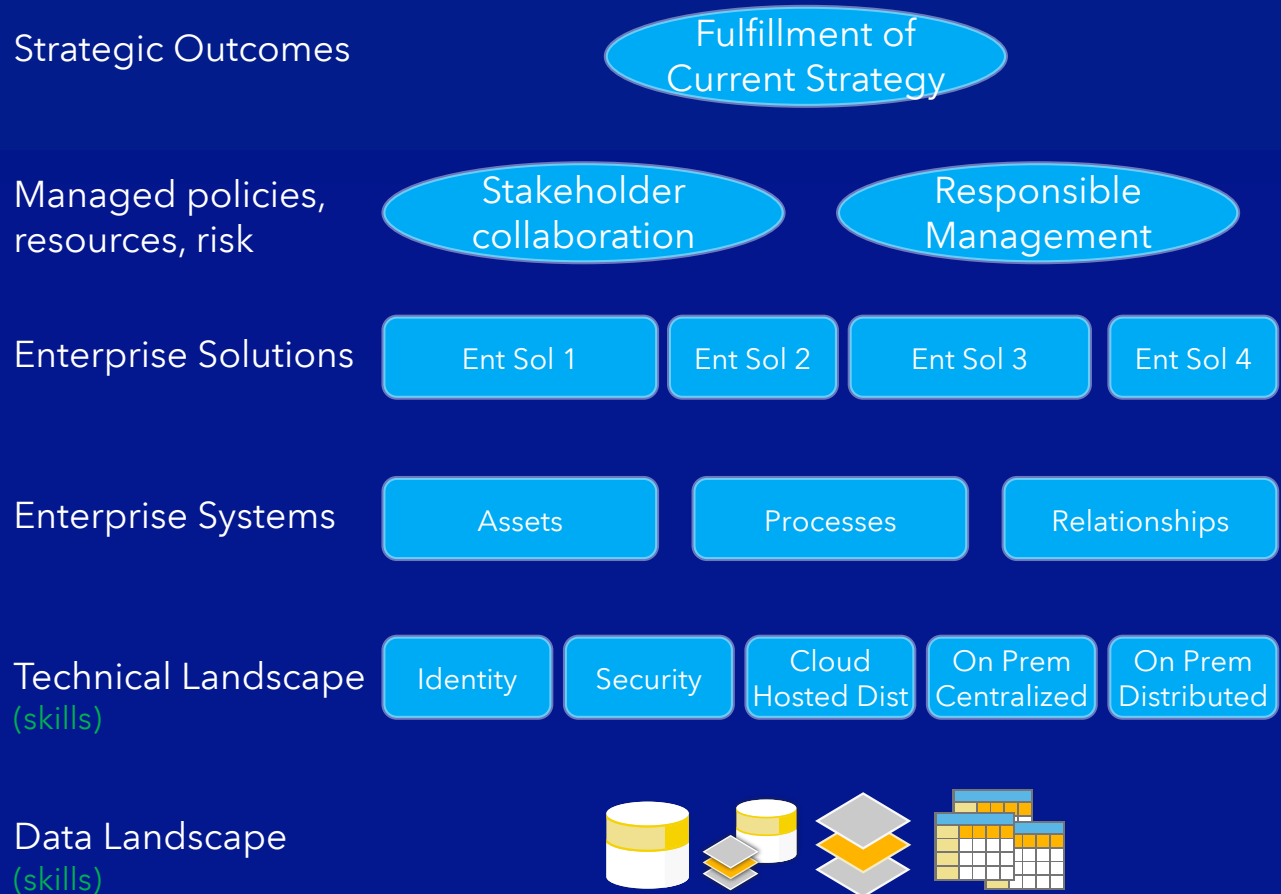 Strategic Outcomes
Fulfillment of
Current Strategy
Managed policies,
resources, risk
Stakeholder
collaboration
Responsible
Management
Enterprise Solutions
Ent Sol 1
Ent Sol 2
Ent Sol 3
Ent Sol 4
Enterprise Systems
Assets
Processes
Relationships
Technical Landscape
(skills)
Identity
Security
Cloud
Hosted Dist
On Prem
Centralized
On Prem
Distributed
Data Landscape
(skills)